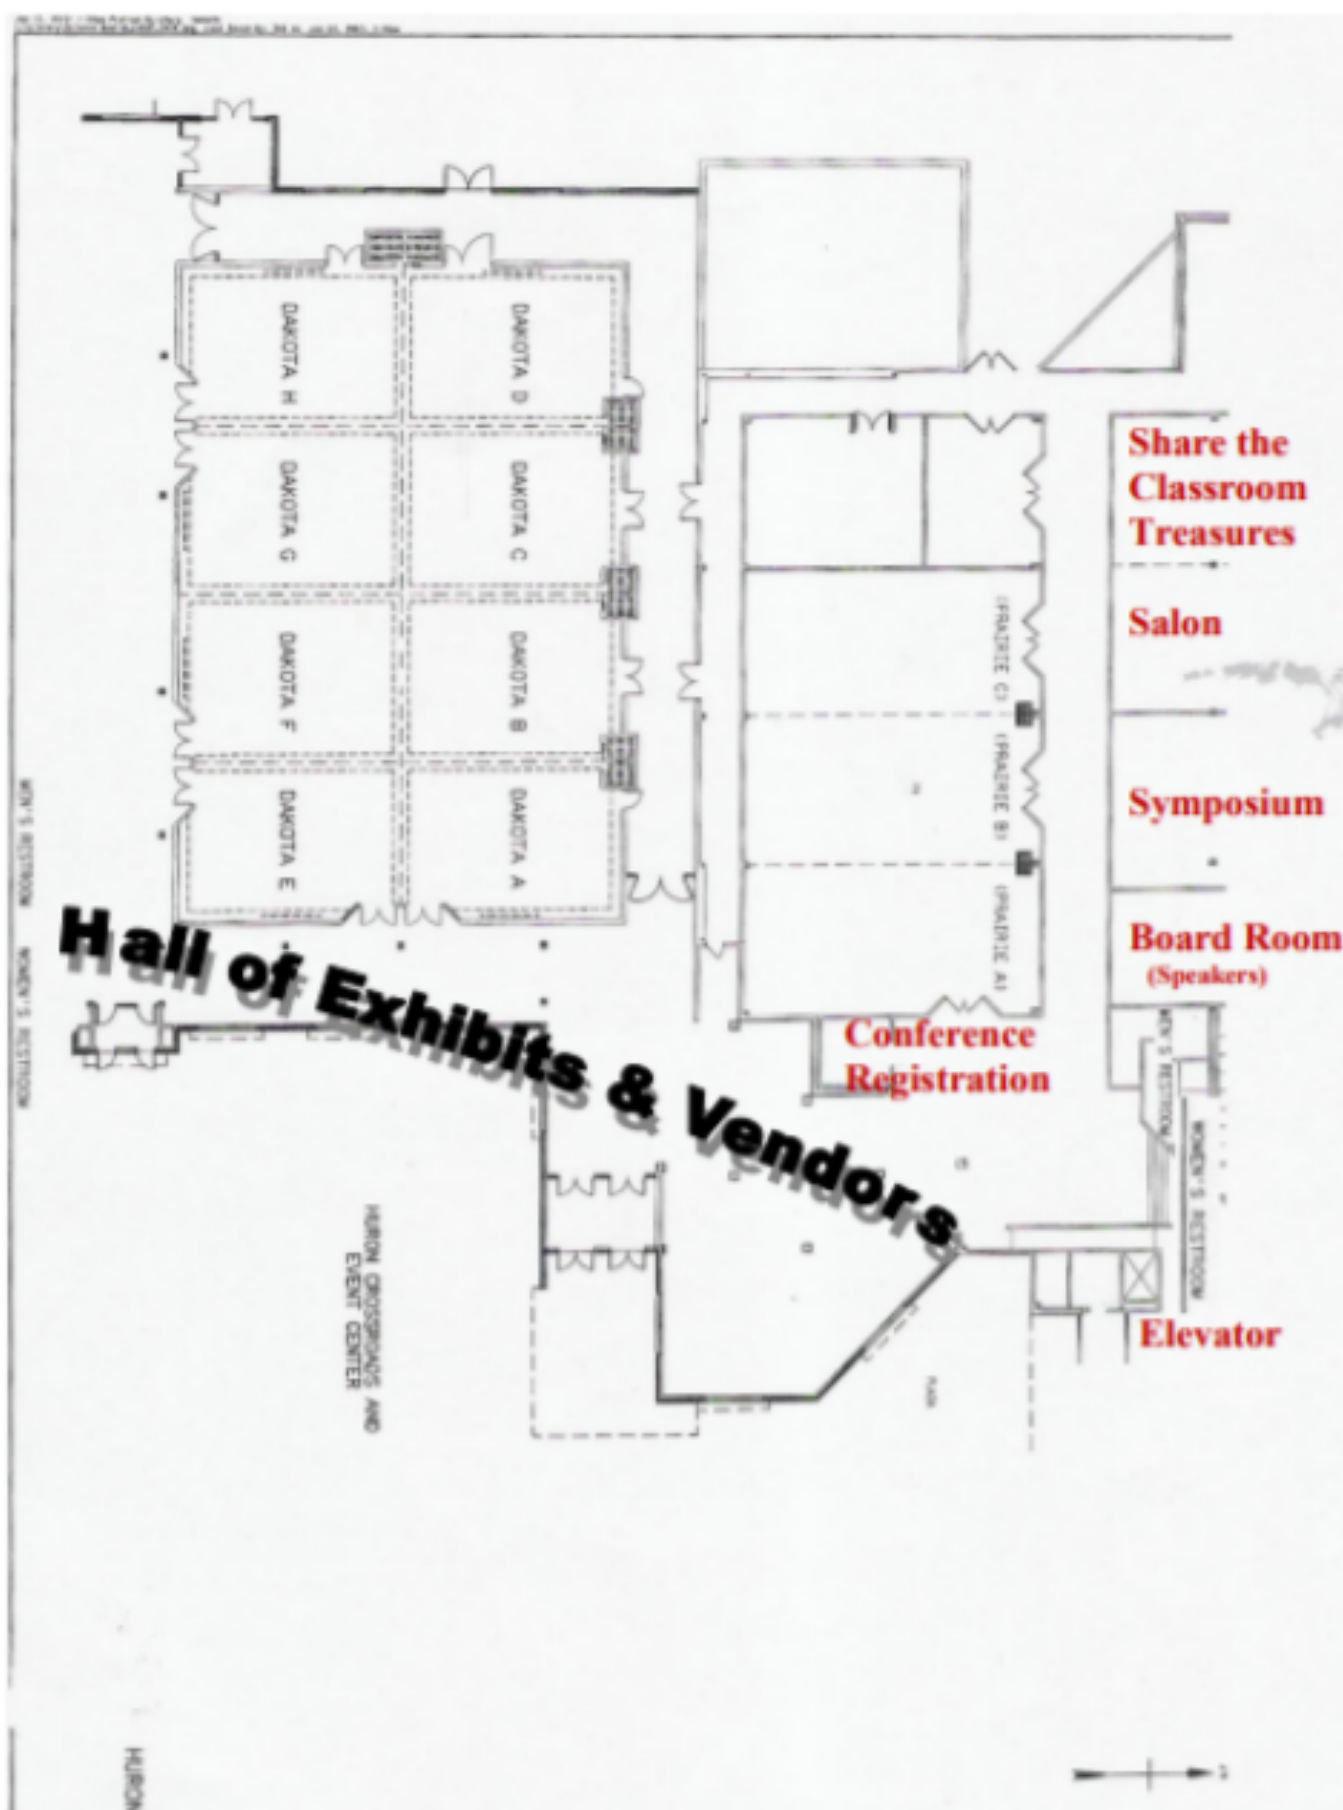 DAKOTA H
DAKOTA D
DAKOTA G
DAKOTA C
DAKOTA F
DAKOTA B
DAKOTA E
DAKOTA A
(PRAIRIE C)
(PRAIRIE B)
(PRAIRIE A)
Share the
Classroom
Treasures
Salon
Symposium
Board Room
(Speakers)
MEN'S RESTROOM
WOMEN'S RESTROOM
Hall of Exhibits & Vendors
Conference
Registration
MEN'S RESTROOM
WOMEN'S RESTROOM
Elevator
HURON CROSSROADS AND
EVENT CENTER
HURON